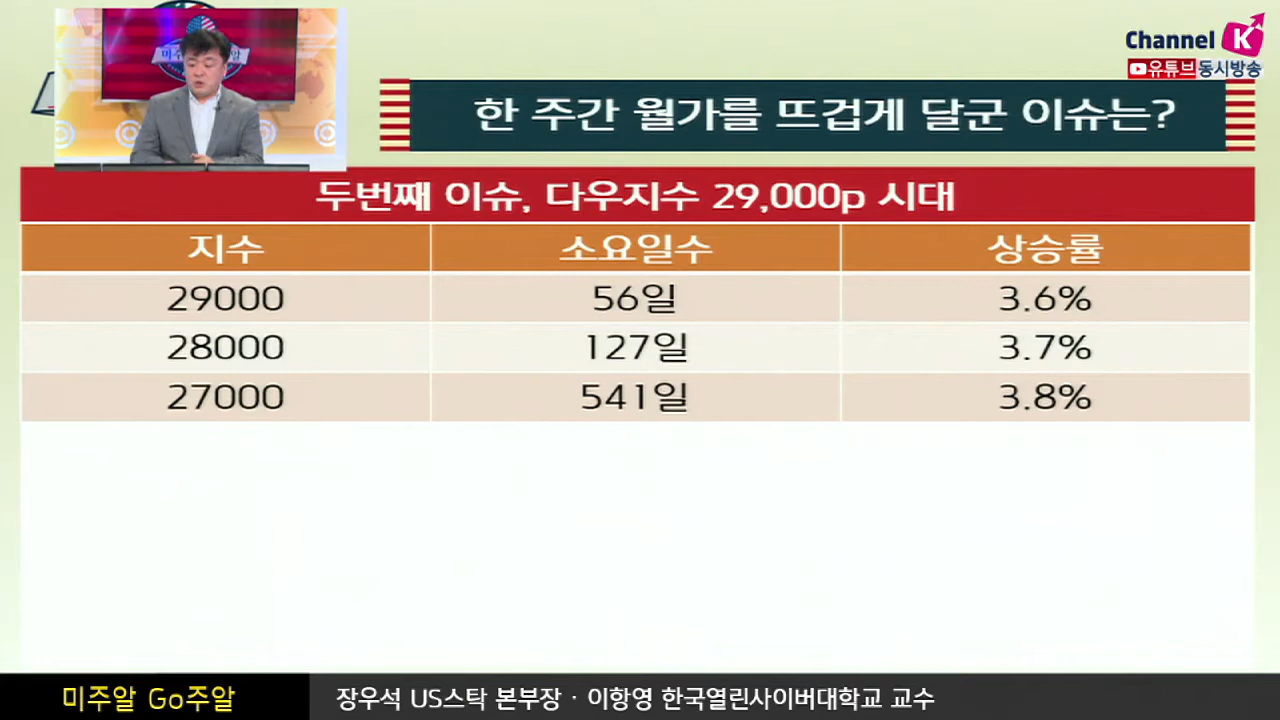 Channel K
유튜브동시방송
한 주간 월가를 뜨겁게 달군 이슈는?
두번째 이슈, 다우지수 29,000p 시대
지수 소요일수 상승률
29000 56일 3.6%
28000 127일 3.7%
27000 541일 3.8%
미주알 Go주알 장우석 US스탁 본부장 · 이항영 한국열린사이버대학교 교수